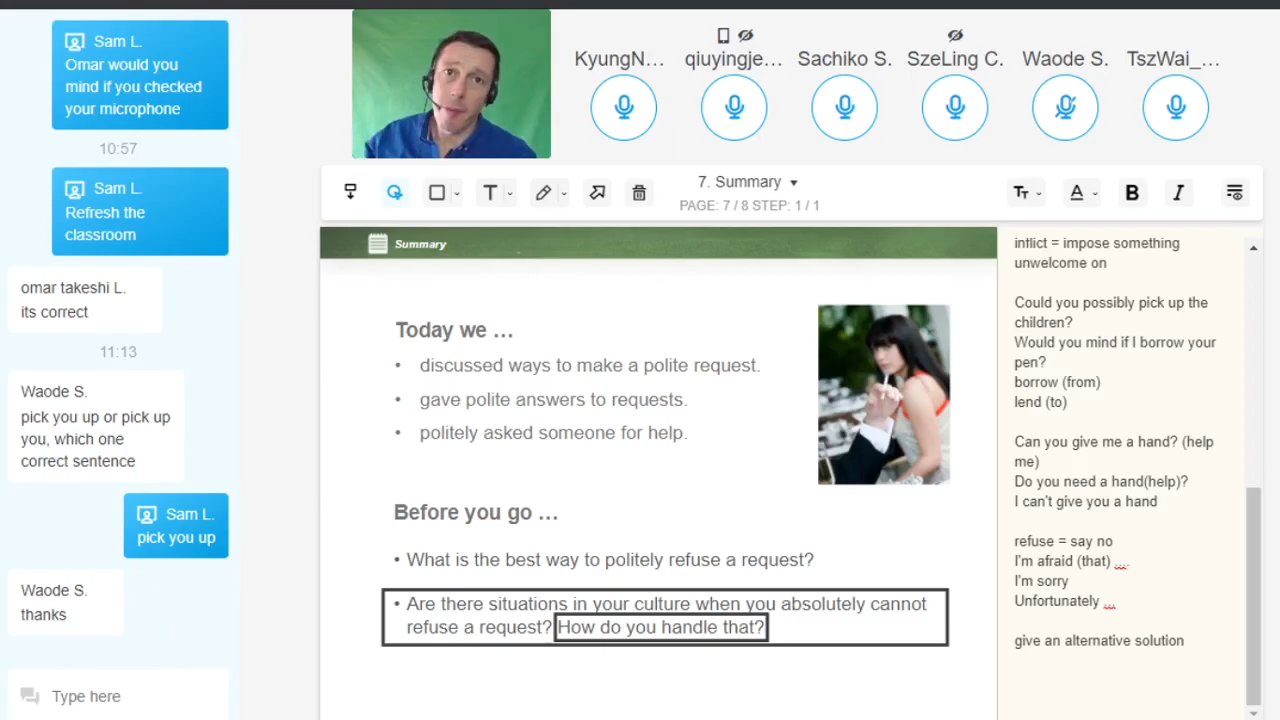 Sam L.
Omar would you
mind if you checked
your microphone
10:57
Sam L.
Refresh the
classroom
omar takeshi L.
its correct
11:13
Waode S.
pick you up or pick up
you, which one
correct sentence
Sam L.
pick you up
Waode S.
thanks
Type here
KyungN...
qiuyingje...
Sachiko S.
SzeLing C.
Waode S.
TszWai_...
T
7. Summary
PAGE: 7 / 8 STEP: 1 / 1
TT
A
B
I
Summary
Today we ...
• discussed ways to make a polite request.
• gave polite answers to requests.
• politely asked someone for help.
Before you go ...
• What is the best way to politely refuse a request?
• Are there situations in your culture when you absolutely cannot
refuse a request? How do you handle that?
inflict = impose something
unwelcome on
Could you possibly pick up the
children?
Would you mind if I borrow your
pen?
borrow (from)
lend (to)
Can you give me a hand? (help
me)
Do you need a hand(help)?
I can't give you a hand
refuse = say no
I'm afraid (that) ....
I'm sorry
Unfortunately ...
give an alternative solution